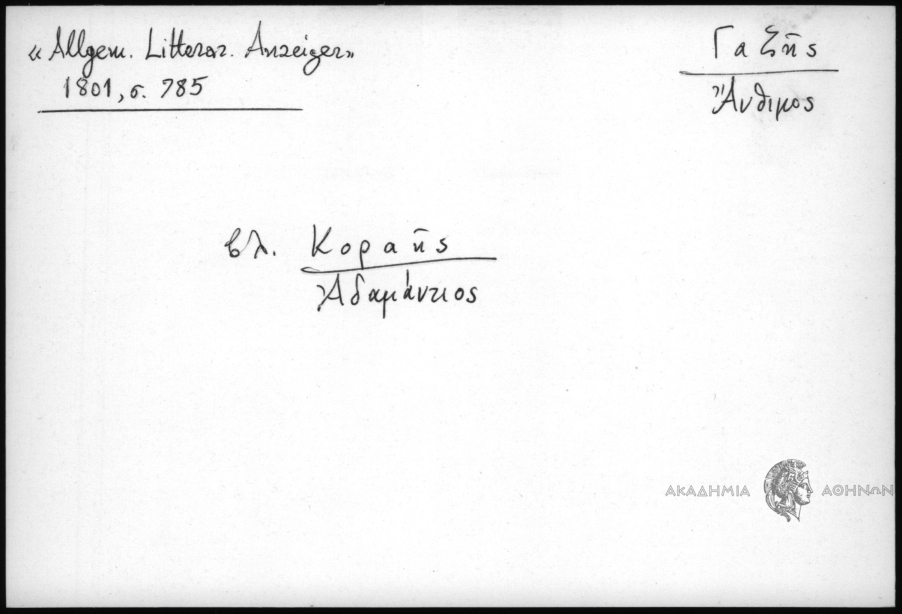 «Allgem. Litterar. Anzeiger»
1801, σ. 785
Γαζῆς
Ἄνθιμος
βλ. Κοραῆς
Ἀδαμάντιος
ΑΚΑΔΗΜΙΑ ΑΘΗΝΩΝ